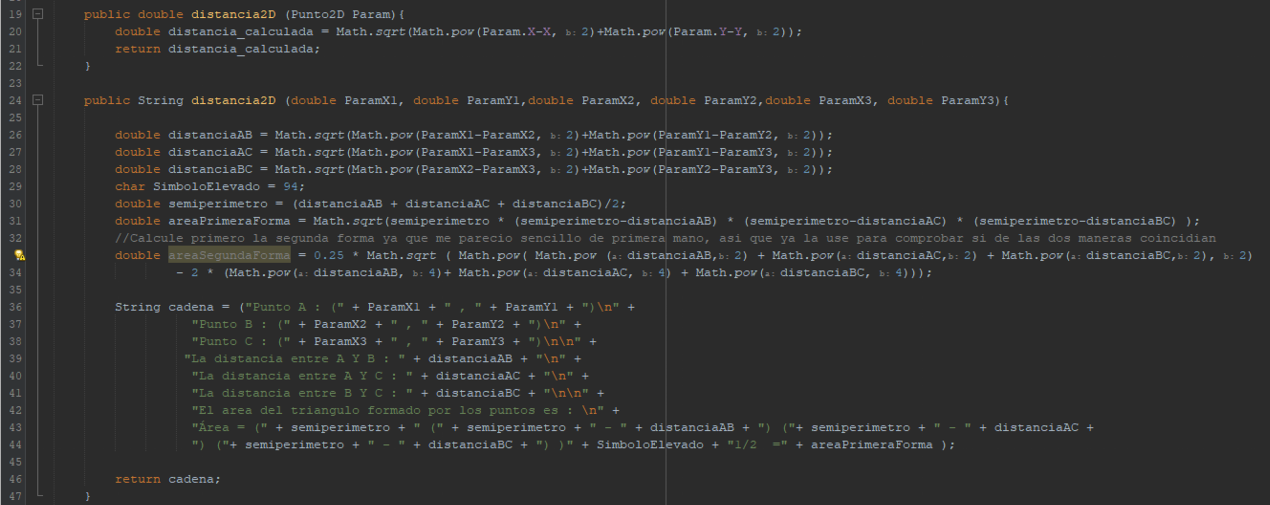 19 public double distancia2D (Punto2D Param){
20 double distancia_calculada = Math.sqrt(Math.pow(Param.X-X, b: 2)+Math.pow(Param.Y-Y, b: 2));
21 return distancia_calculada;
22 }
23
24 public String distancia2D (double ParamX1, double ParamY1,double ParamX2, double ParamY2,double ParamX3, double ParamY3){
25
26 double distanciaAB = Math.sqrt(Math.pow(ParamX1-ParamX2, b: 2)+Math.pow(ParamY1-ParamY2, b: 2));
27 double distanciaAC = Math.sqrt(Math.pow(ParamX1-ParamX3, b: 2)+Math.pow(ParamY1-ParamY3, b: 2));
28 double distanciaBC = Math.sqrt(Math.pow(ParamX2-ParamX3, b: 2)+Math.pow(ParamY2-ParamY3, b: 2));
29 char SimboloElevado = 94;
30 double semiperimetro = (distanciaAB + distanciaAC + distanciaBC)/2;
31 double areaPrimeraForma = Math.sqrt(semiperimetro * (semiperimetro-distanciaAB) * (semiperimetro-distanciaAC) * (semiperimetro-distanciaBC) );
32 //Calcule primero la segunda forma ya que me parecio sencillo de primera mano, asi que ya la use para comprobar si de las dos maneras coincidian
double areaSegundaForma = 0.25 * Math.sqrt ( Math.pow( Math.pow (a: distanciaAB,b: 2) + Math.pow(a: distanciaAC,b: 2) + Math.pow(a: distanciaBC,b: 2), b: 2)
34 - 2 * (Math.pow(a: distanciaAB, b: 4)+ Math.pow(a: distanciaAC, b: 4) + Math.pow(a: distanciaBC, b: 4)));
35
36 String cadena = ("Punto A : (" + ParamX1 + " , " + ParamY1 + ")\n" +
37 "Punto B : (" + ParamX2 + " , " + ParamY2 + ")\n" +
38 "Punto C : (" + ParamX3 + " , " + ParamY3 + ")\n\n" +
39 "La distancia entre A Y B : " + distanciaAB + "\n" +
40 "La distancia entre A Y C : " + distanciaAC + "\n" +
41 "La distancia entre B Y C : " + distanciaBC + "\n\n" +
42 "El area del triangulo formado por los puntos es : \n" +
43 "Área = (" + semiperimetro + " (" + semiperimetro + " - " + distanciaAB + ") ("+ semiperimetro + " - " + distanciaAC +
44 ") ("+ semiperimetro + " - " + distanciaBC + ") )" + SimboloElevado + "1/2  =" + areaPrimeraForma );
45
46 return cadena;
47 }